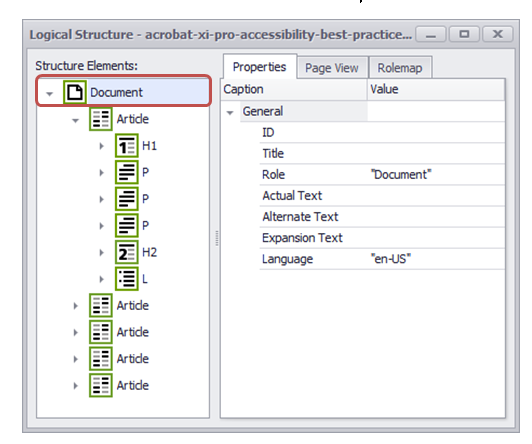 Logical Structure - acrobat-xi-pro-accessibility-best-practice...
Structure Elements:
Document
Article
H1
P
P
P
H2
L
Article
Article
Article
Article
Properties Page View Rolemap
Caption Value
General
ID
Title
Role "Document"
Actual Text
Alternate Text
Expansion Text
Language "en-US"